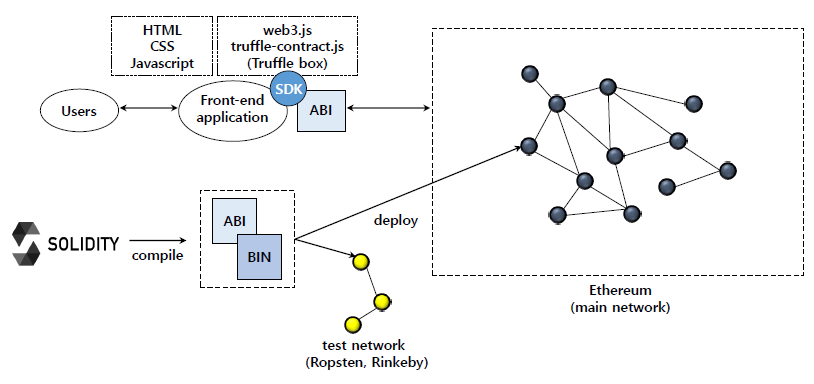 HTML
CSS
Javascript
web3.js
truffle-contract.js
(Truffle box)
Users
Front-end
application
SDK
ABI
SOLIDITY
compile
ABI
BIN
deploy
test network
(Ropsten, Rinkeby)
Ethereum
(main network)